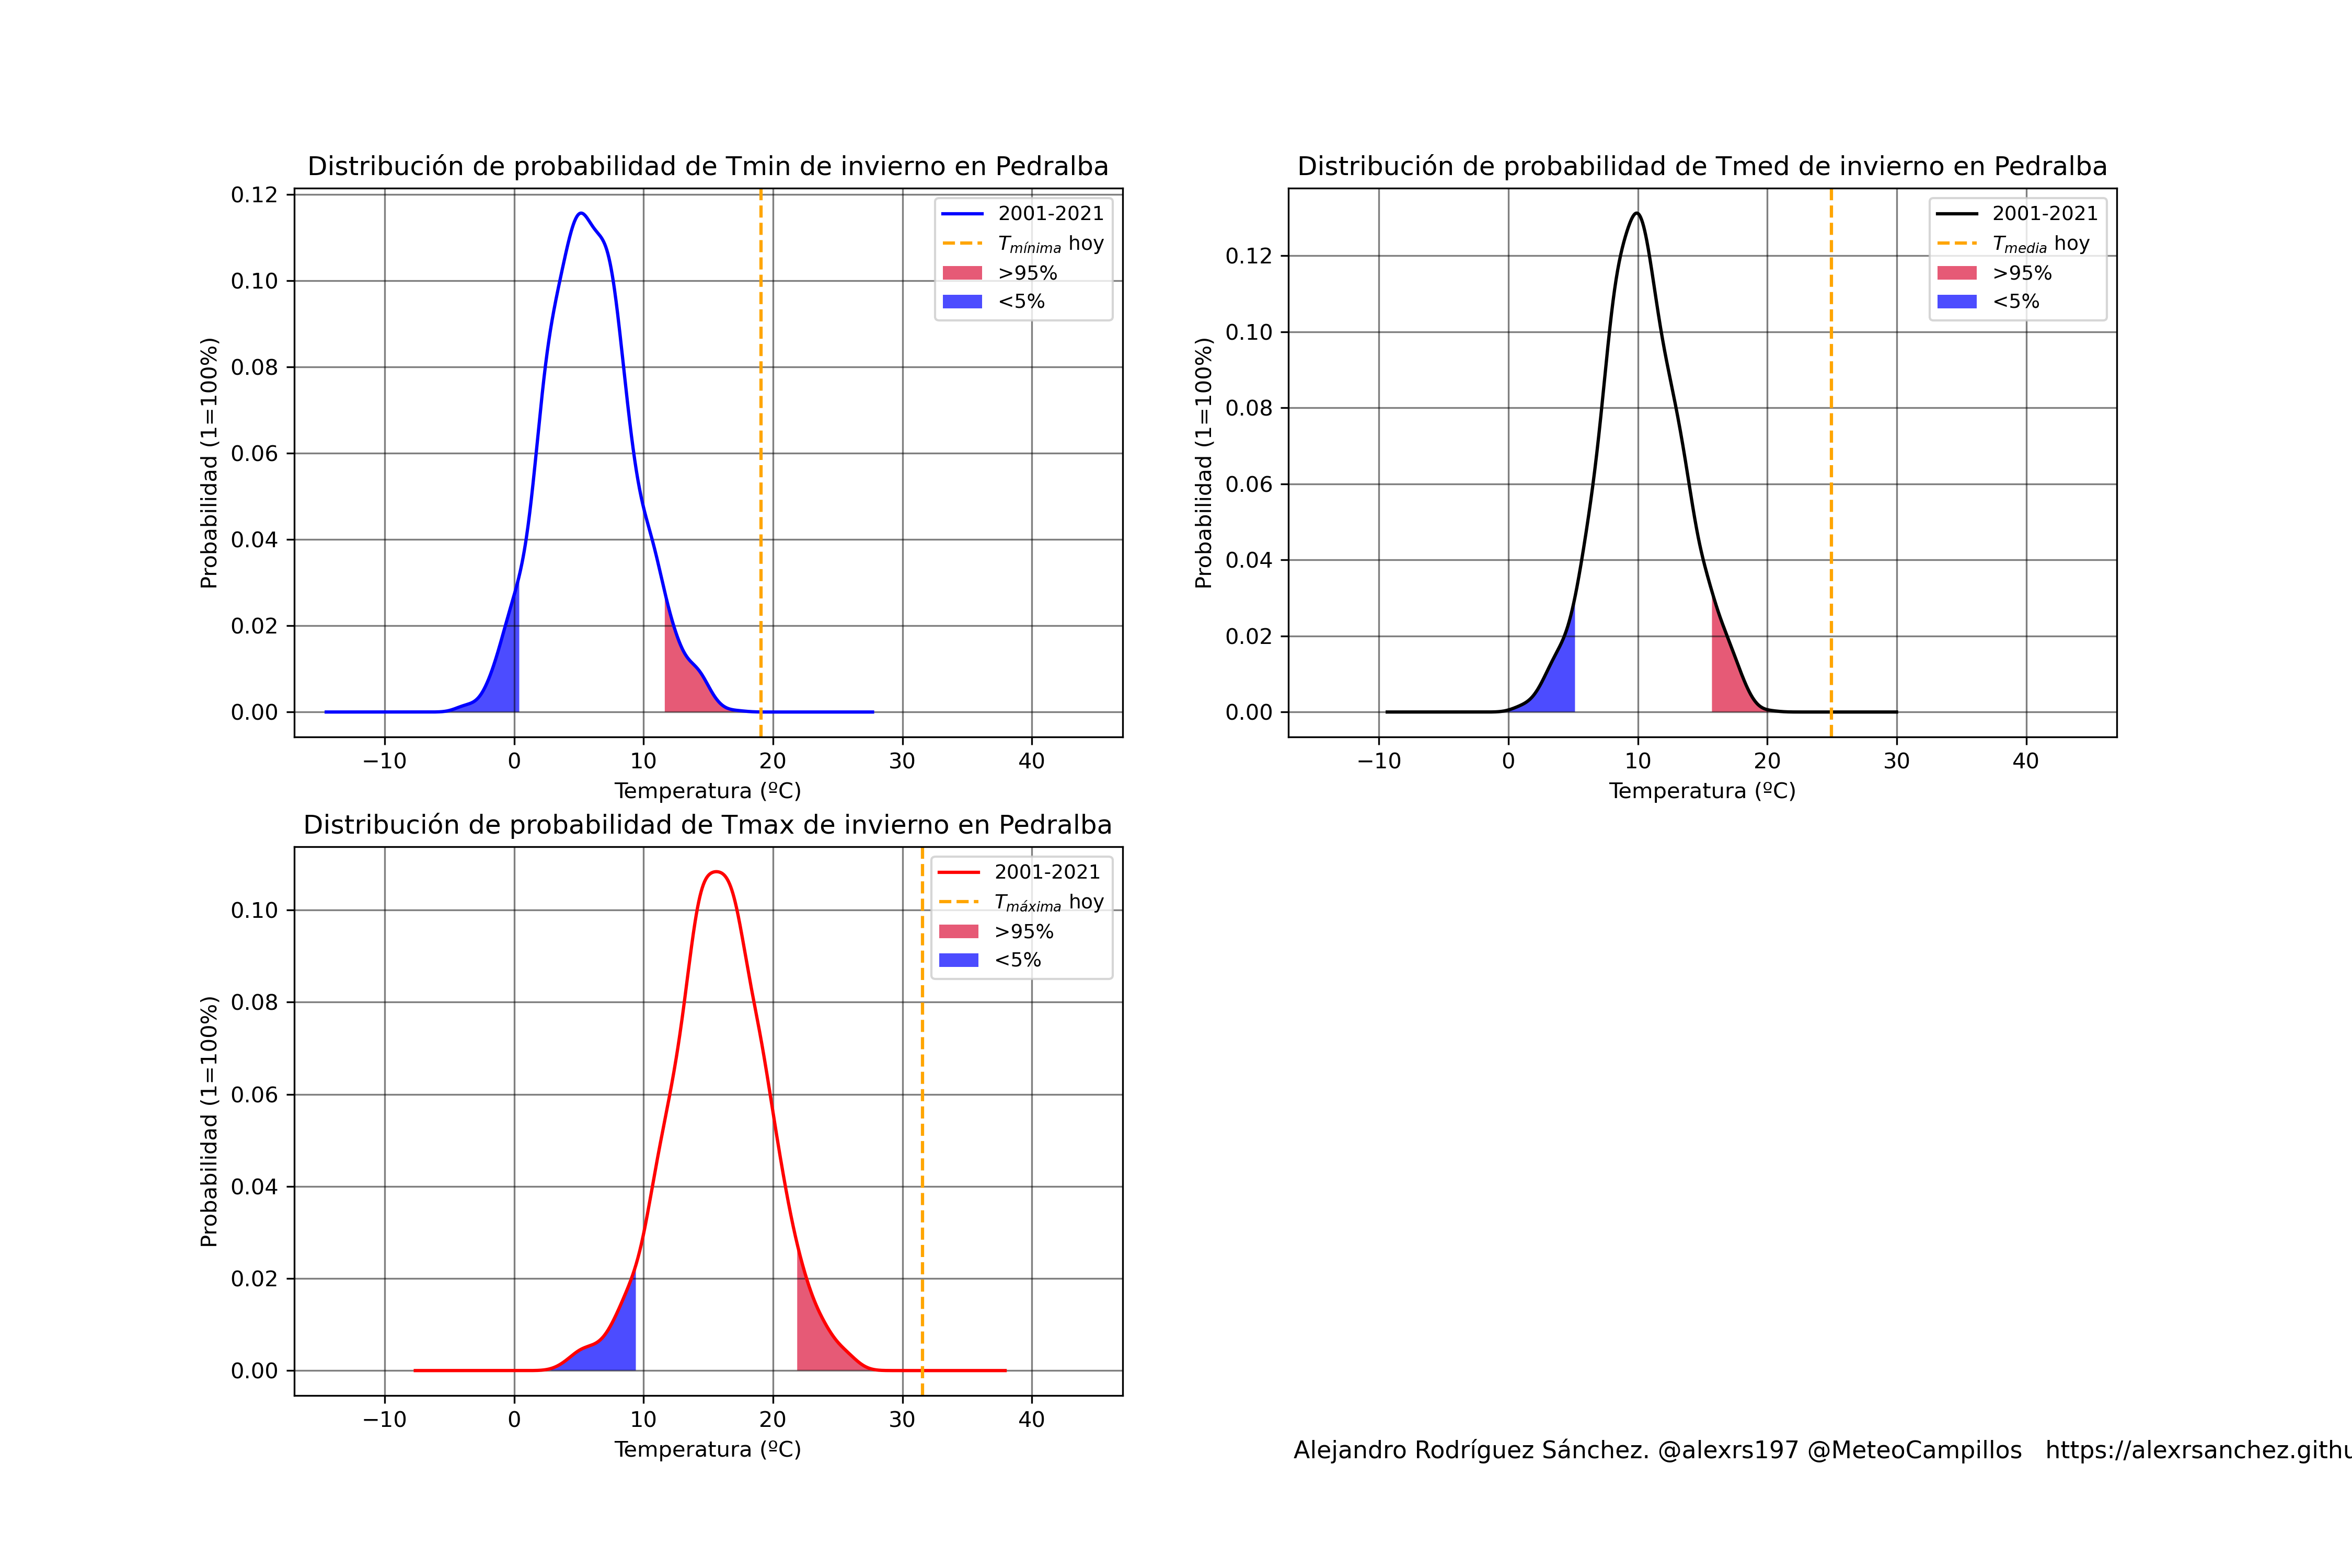 Distribución de probabilidad de Tmin de invierno en Pedralba
0.12
0.10
0.08
0.06
0.04
0.02
0.00
Probabilidad (1=100%)
2001-2021
Tmínima hoy
>95%
<5%
−10 0 10 20 30 40
Temperatura (ºC)
Distribución de probabilidad de Tmed de invierno en Pedralba
0.12
0.10
0.08
0.06
0.04
0.02
0.00
Probabilidad (1=100%)
2001-2021
Tmedia hoy
>95%
<5%
−10 0 10 20 30 40
Temperatura (ºC)
Distribución de probabilidad de Tmax de invierno en Pedralba
0.10
0.08
0.06
0.04
0.02
0.00
Probabilidad (1=100%)
2001-2021
Tmáxima hoy
>95%
<5%
−10 0 10 20 30 40
Temperatura (ºC)
Alejandro Rodríguez Sánchez. @alexrs197 @MeteoCampillos https://alexrsanchez.githu